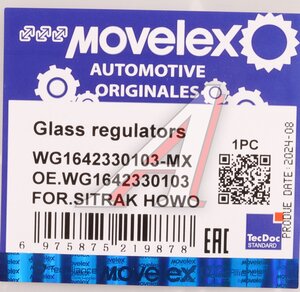 movelex
AUTOMOTIVE
ORIGINALES
Glass regulators
WG1642330103-MX
OE.WG1642330103
FOR.SITRAK HOWO
1PC
PRODUE DATE:2024-08
6 975875 219878
EAC
TecDoc
STANDARD